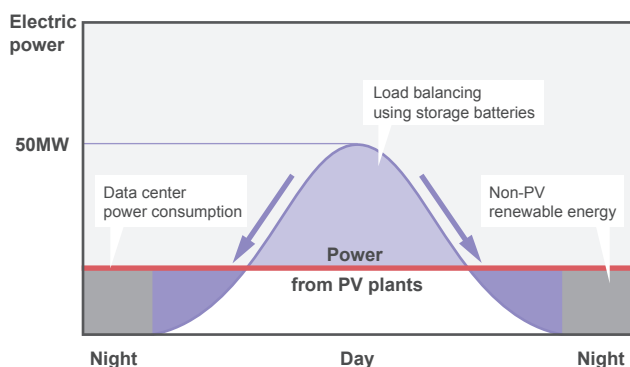 Electric
power
Load balancing
using storage batteries
50MW
Data center
power consumption
Non-PV
renewable energy
Power
from PV plants
Night
Day
Night